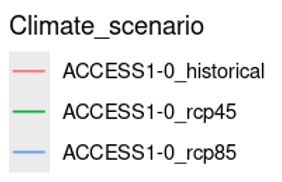 Climate_scenario
ACCESS1-0_historical
ACCESS1-0_rcp45
ACCESS1-0_rcp85